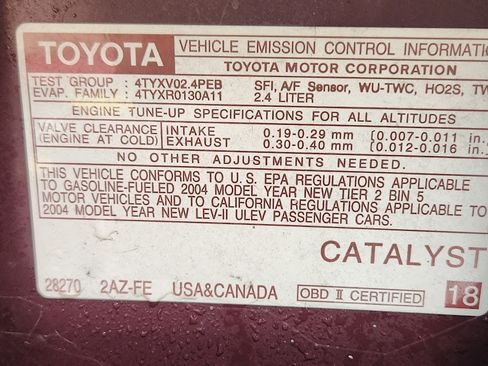 TOYOTA VEHICLE EMISSION CONTROL INFORMATI
TOYOTA MOTOR CORPORATION
TEST GROUP : 4TYXV02.4PEB SFI, A/F Sensor, WU-TWC, HO2S, TW
EVAP. FAMILY : 4TYXR0130A11 2.4 LITER
ENGINE TUNE-UP SPECIFICATIONS FOR ALL ALTITUDES
VALVE CLEARANCE INTAKE 0.19-0.29 mm (0.007-0.011 in.)
(ENGINE AT COLD) EXHAUST 0.30-0.40 mm (0.012-0.016 in.)
NO OTHER ADJUSTMENTS NEEDED.
THIS VEHICLE CONFORMS TO U.S. EPA REGULATIONS APPLICABLE
TO GASOLINE-FUELED 2004 MODEL YEAR NEW TIER 2 BIN 5
MOTOR VEHICLES AND TO CALIFORNIA REGULATIONS APPLICABLE TO
2004 MODEL YEAR NEW LEV-II ULEV PASSENGER CARS.
CATALYST
28270 2AZ-FE USA&CANADA OBD II CERTIFIED 18